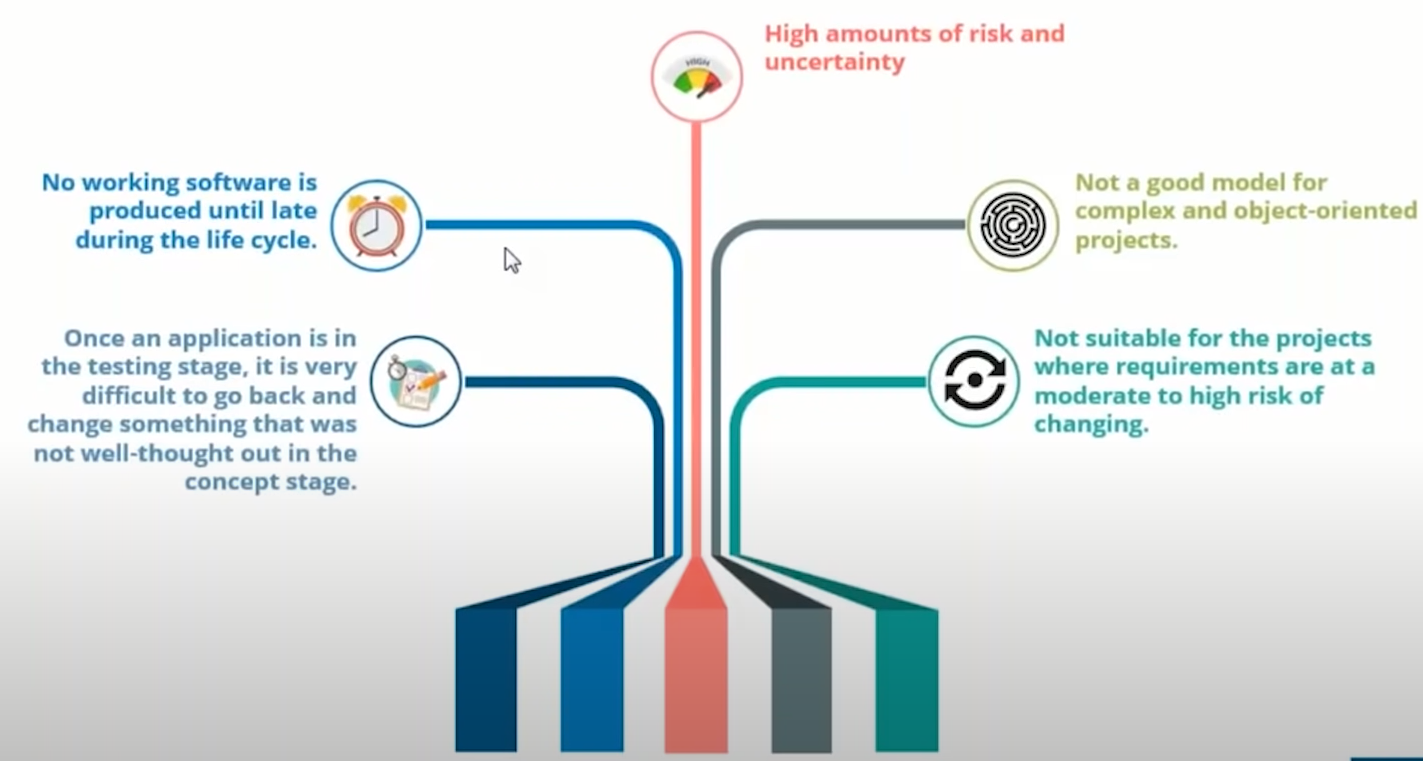 High amounts of risk and
uncertainty
HIGH
No working software is
produced until late
during the life cycle.
Not a good model for
complex and object-oriented
projects.
Once an application is in
the testing stage, it is very
difficult to go back and
change something that was
not well-thought out in the
concept stage.
Not suitable for the projects
where requirements are at a
moderate to high risk of
changing.